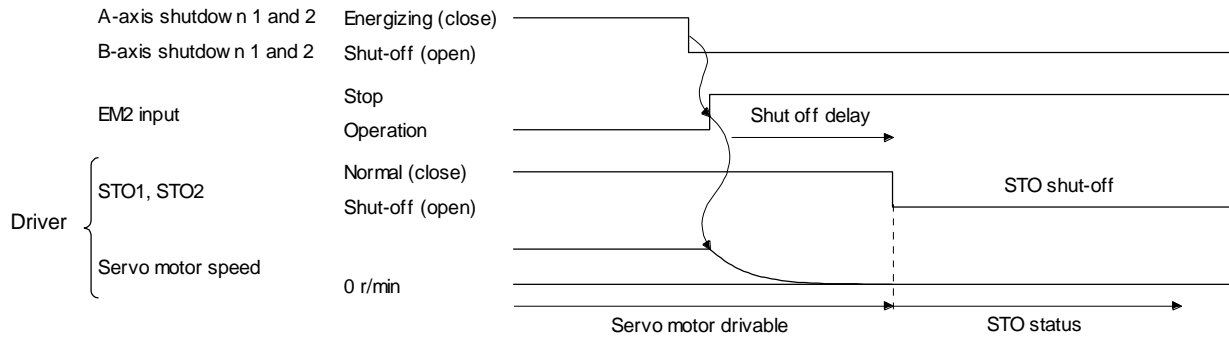 A-axis shutdown 1 and 2 Energizing (close)
B-axis shutdown 1 and 2 Shut-off (open)
EM2 input
Stop
Operation
Shut off delay
Driver
STO1, STO2
Normal (close)
Shut-off (open)
STO shut-off
Servo motor speed
0 r/min
Servo motor drivable
STO status